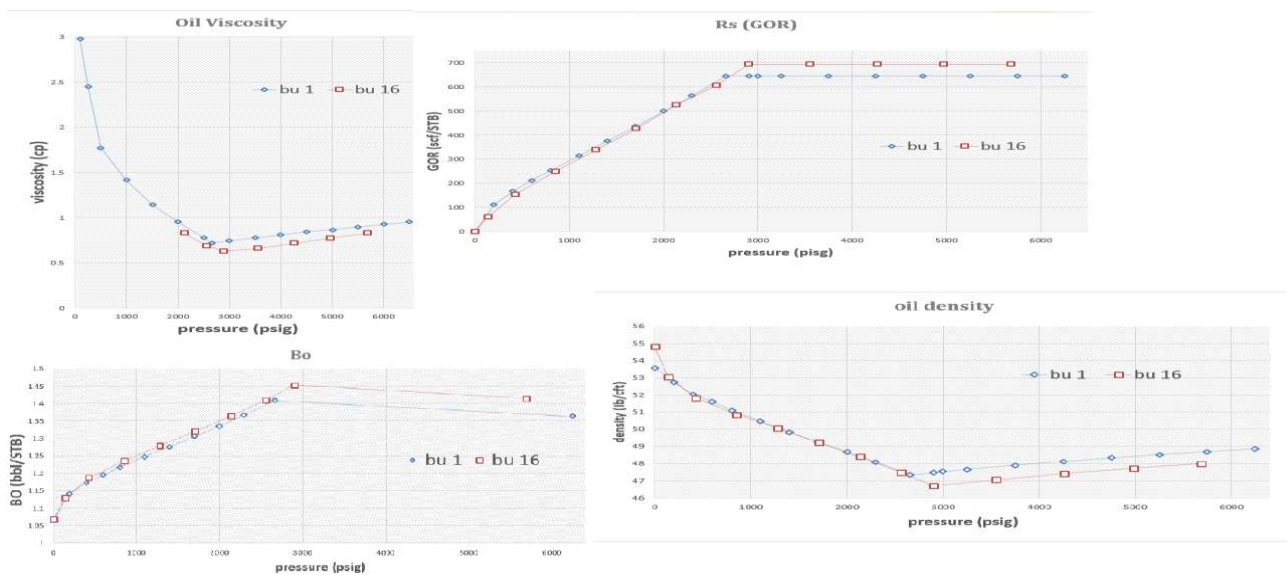 Oil Viscosity
3
2.5
2
1.5
1
0.5
0
viscosity (cp)
bu 1 bu 16
0 1000 2000 3000 4000 5000 6000
pressure (psig)
Rs (GOR)
700
600
500
400
300
200
100
0
GOR (scf/STB)
bu 1 bu 16
0 1000 2000 3000 4000 5000 6000
pressure (pisg)
Bo
1.5
1.45
1.4
1.35
1.3
1.25
1.2
1.15
1.1
1.05
1
BO (bbl/STB)
bu 1 bu 16
0 1000 2000 3000 4000 5000 6000
pressure (psig)
oil density
56
55
54
53
52
51
50
49
48
47
46
density (lb/cft)
bu 1 bu 16
0 1000 2000 3000 4000 5000 6000
pressure (psig)